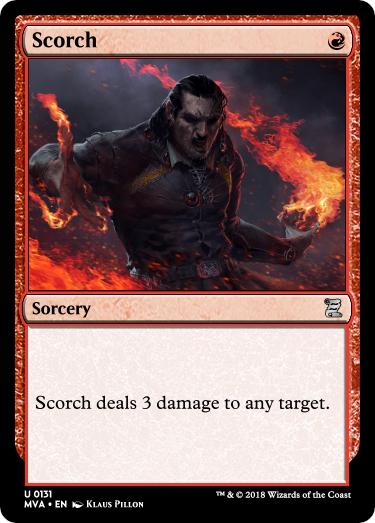 Scorch
Sorcery
Scorch deals 3 damage to any target.
U 0131
MVA • EN Klaus Pillon
™ & © 2018 Wizards of the Coast